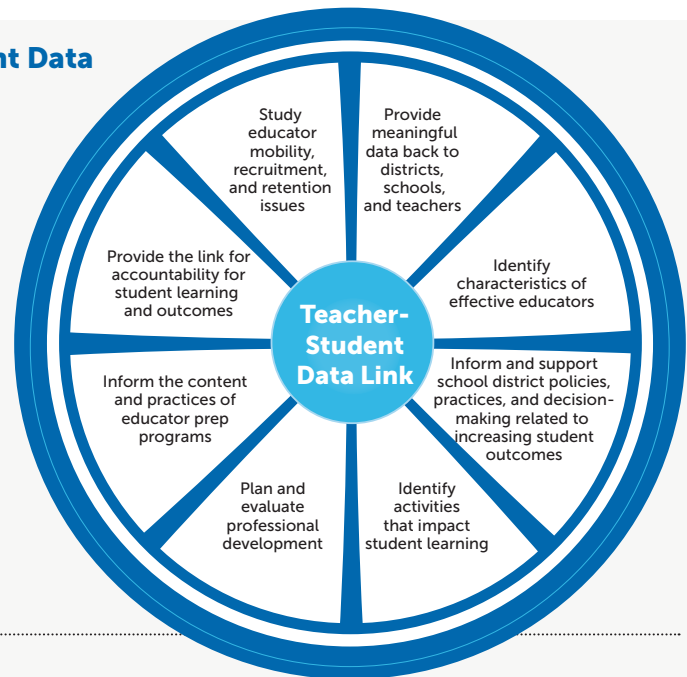 nt Data
Study
educator
mobility,
recruitment,
and retention
issues
Provide
meaningful
data back to
districts,
schools,
and teachers
Identify
characteristics of
effective educators
Inform and support
school district policies,
practices, and decision-
making related to
increasing student
outcomes
Identify
activities
that impact
student learning
Plan and
evaluate
professional
development
Inform the content
and practices of
educator prep
programs
Provide the link for
accountability for
student learning
and outcomes
Teacher-
Student
Data Link